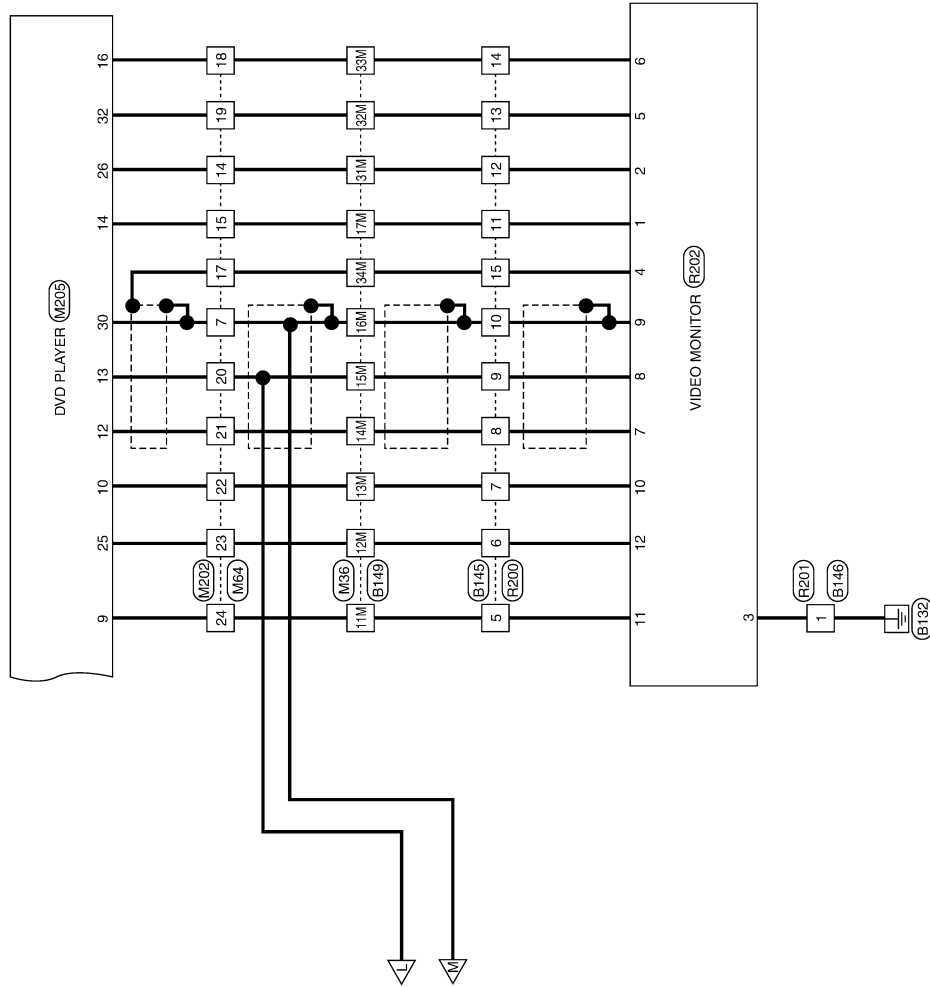 DVD PLAYER M205
16 18 33M 14 6
32 19 32M 13 5
26 14 31M 12 2
14 15 17M 11 1
17 34M 15 4
30 7 16M 10 9
13 20 15M 9 8
12 21 14M 8 7
10 22 13M 7 10
25 23 12M 6 12
M202 M36 B145
M64 B149 R200
9 24 11M 5 11
VIDEO MONITOR R202
3 1
R201
B146
B132
L
M